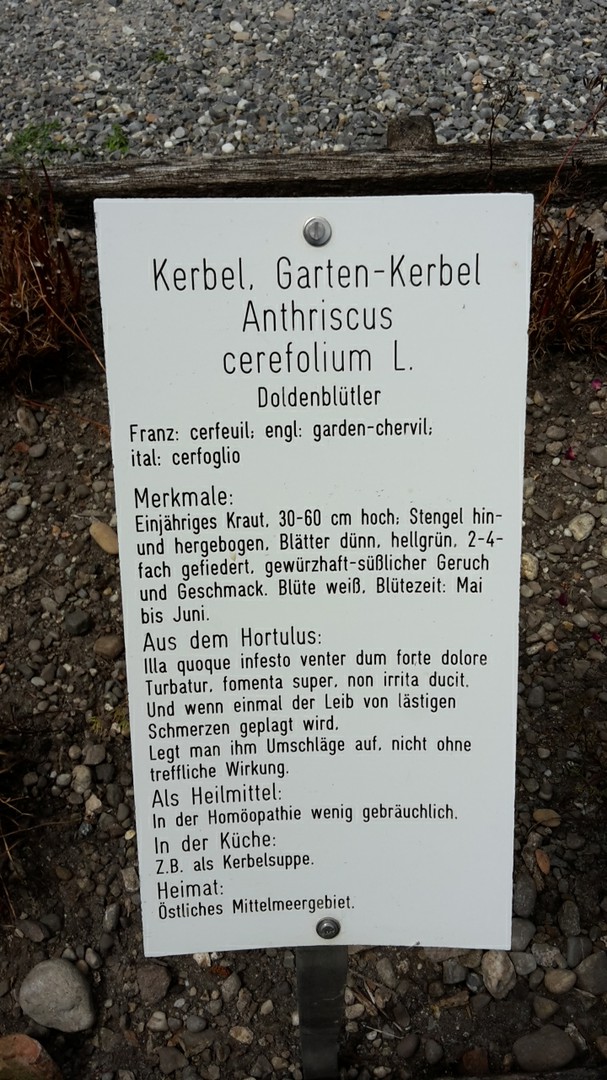 Kerbel, Garten-Kerbel
Anthriscus
cerefolium L.
Doldenblütler
Franz: cerfeuil; engl: garden-chervil;
ital: cerfoglio
Merkmale:
Einjähriges Kraut, 30-60 cm hoch; Stengel hin-
und hergebogen, Blätter dünn, hellgrün, 2-4-
fach gefiedert, gewürzhaft-süßlicher Geruch
und Geschmack. Blüte weiß, Blütezeit: Mai
bis Juni.
Aus dem Hortulus:
Illa quoque infesto venter dum forte dolore
Turbatur, fomenta super, non irrita ducit.
Und wenn einmal der Leib von lästigen
Schmerzen geplagt wird,
Legt man ihm Umschläge auf, nicht ohne
treffliche Wirkung.
Als Heilmittel:
In der Homöopathie wenig gebräuchlich.
In der Küche:
Z.B. als Kerbelsuppe.
Heimat:
Östliches Mittelmeergebiet.